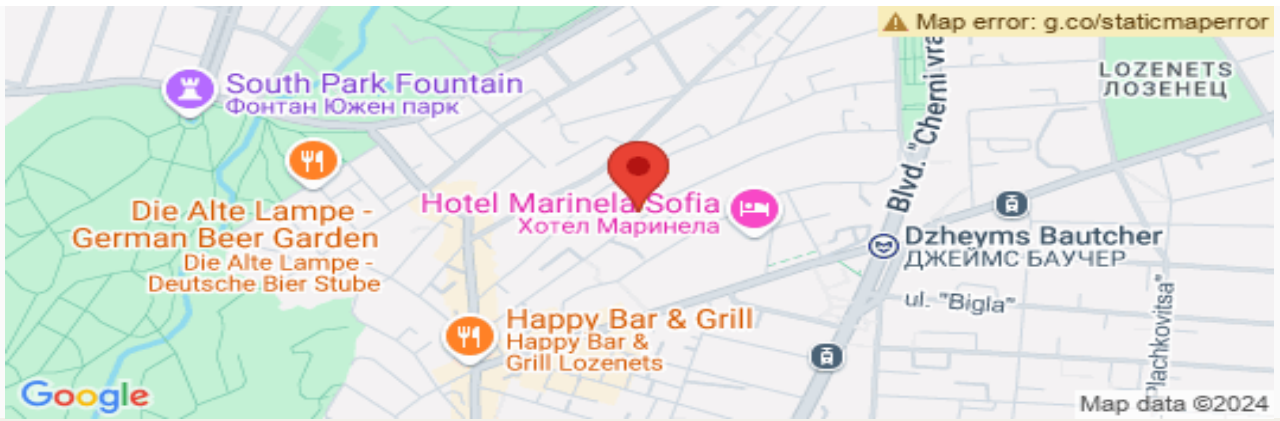 Map error: g.co/staticmaperror
South Park Fountain
Фонтан Южен парк
LOZENETS
ЛОЗЕНЕЦ
Blvd. "Cherni vra
Die Alte Lampe -
German Beer Garden
Die Alte Lampe -
Deutsche Bier Stube
Hotel Marinela Sofia
Хотел Маринела
Dzheyms Bautcher
ДЖЕЙМС БАУЧЕР
ul. "Bigla"
Plachkovitsa"
Happy Bar & Grill
Happy Bar &
Grill Lozenets
Google
Map data ©2024